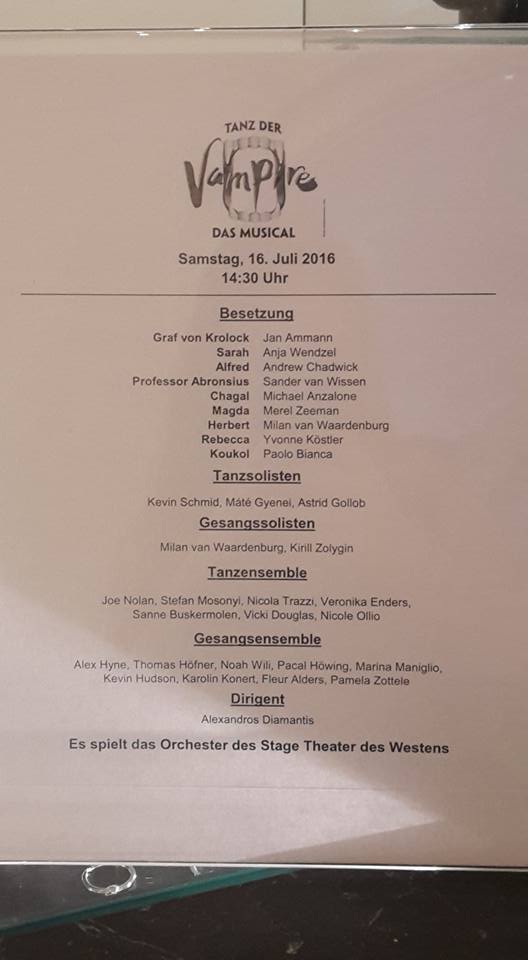 TANZ DER
Vampire
DAS MUSICAL
Samstag, 16. Juli 2016
14:30 Uhr
Besetzung
Graf von Krolock Jan Ammann
Sarah Anja Wendzel
Alfred Andrew Chadwick
Professor Abronsius Sander van Wissen
Chagal Michael Anzalone
Magda Merel Zeeman
Herbert Milan van Waardenburg
Rebecca Yvonne Köstler
Koukol Paolo Bianca
Tanzsolisten
Kevin Schmid, Máté Gyenei, Astrid Gollob
Gesangssolisten
Milan van Waardenburg, Kirill Zolygin
Tanzensemble
Joe Nolan, Stefan Mosonyi, Nicola Trazzi, Veronika Enders,
Sanne Buskermolen, Vicki Douglas, Nicole Ollio
Gesangsensemble
Alex Hyne, Thomas Höfner, Noah Wili, Pacal Höwing, Marina Maniglio,
Kevin Hudson, Karolin Konert, Fleur Alders, Pamela Zottele
Dirigent
Alexandros Diamantis
Es spielt das Orchester des Stage Theater des Westens